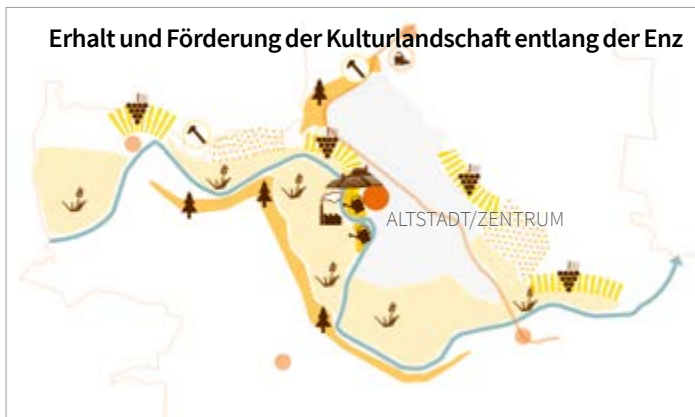 Erhalt und Förderung der Kulturlandschaft entlang der Enz
ALTSTADT/ZENTRUM